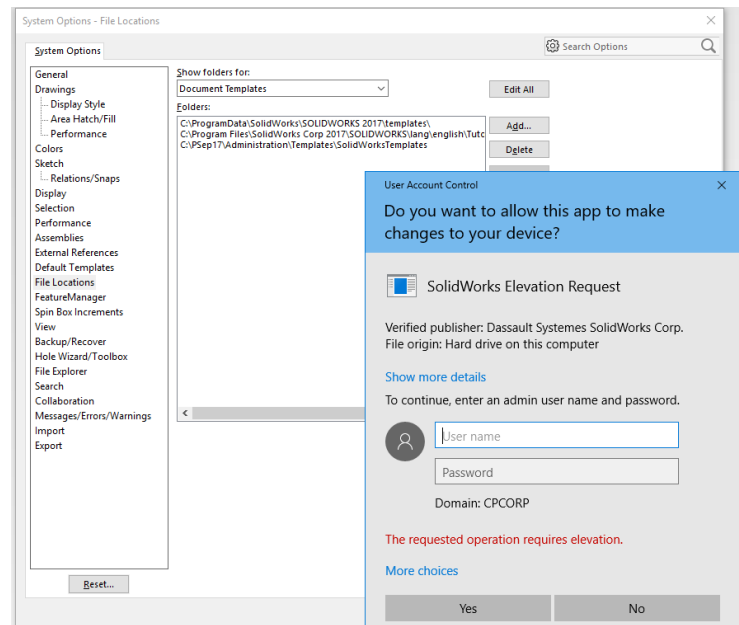 System Options - File Locations
System Options
Search Options
General
Drawings
Display Style
Area Hatch/Fill
Performance
Colors
Sketch
Relations/Snaps
Display
Selection
Performance
Assemblies
External References
Default Templates
File Locations
FeatureManager
Spin Box Increments
View
Backup/Recover
Hole Wizard/Toolbox
File Explorer
Search
Collaboration
Messages/Errors/Warnings
Import
Export
Reset...
Show folders for:
Document Templates
Edit All
Folders:
C:\ProgramData\SolidWorks\SOLIDWORKS 2017\templates\
C:\Program Files\SolidWorks Corp 2017\SOLIDWORKS\lang\english\Tutc
C:\PSep17\Administration\Templates\SolidWorksTemplates
Add...
Delete
User Account Control
Do you want to allow this app to make
changes to your device?
SolidWorks Elevation Request
Verified publisher: Dassault Systemes SolidWorks Corp.
File origin: Hard drive on this computer
Show more details
To continue, enter an admin user name and password.
User name
Password
Domain: CPCORP
The requested operation requires elevation.
More choices
Yes
No